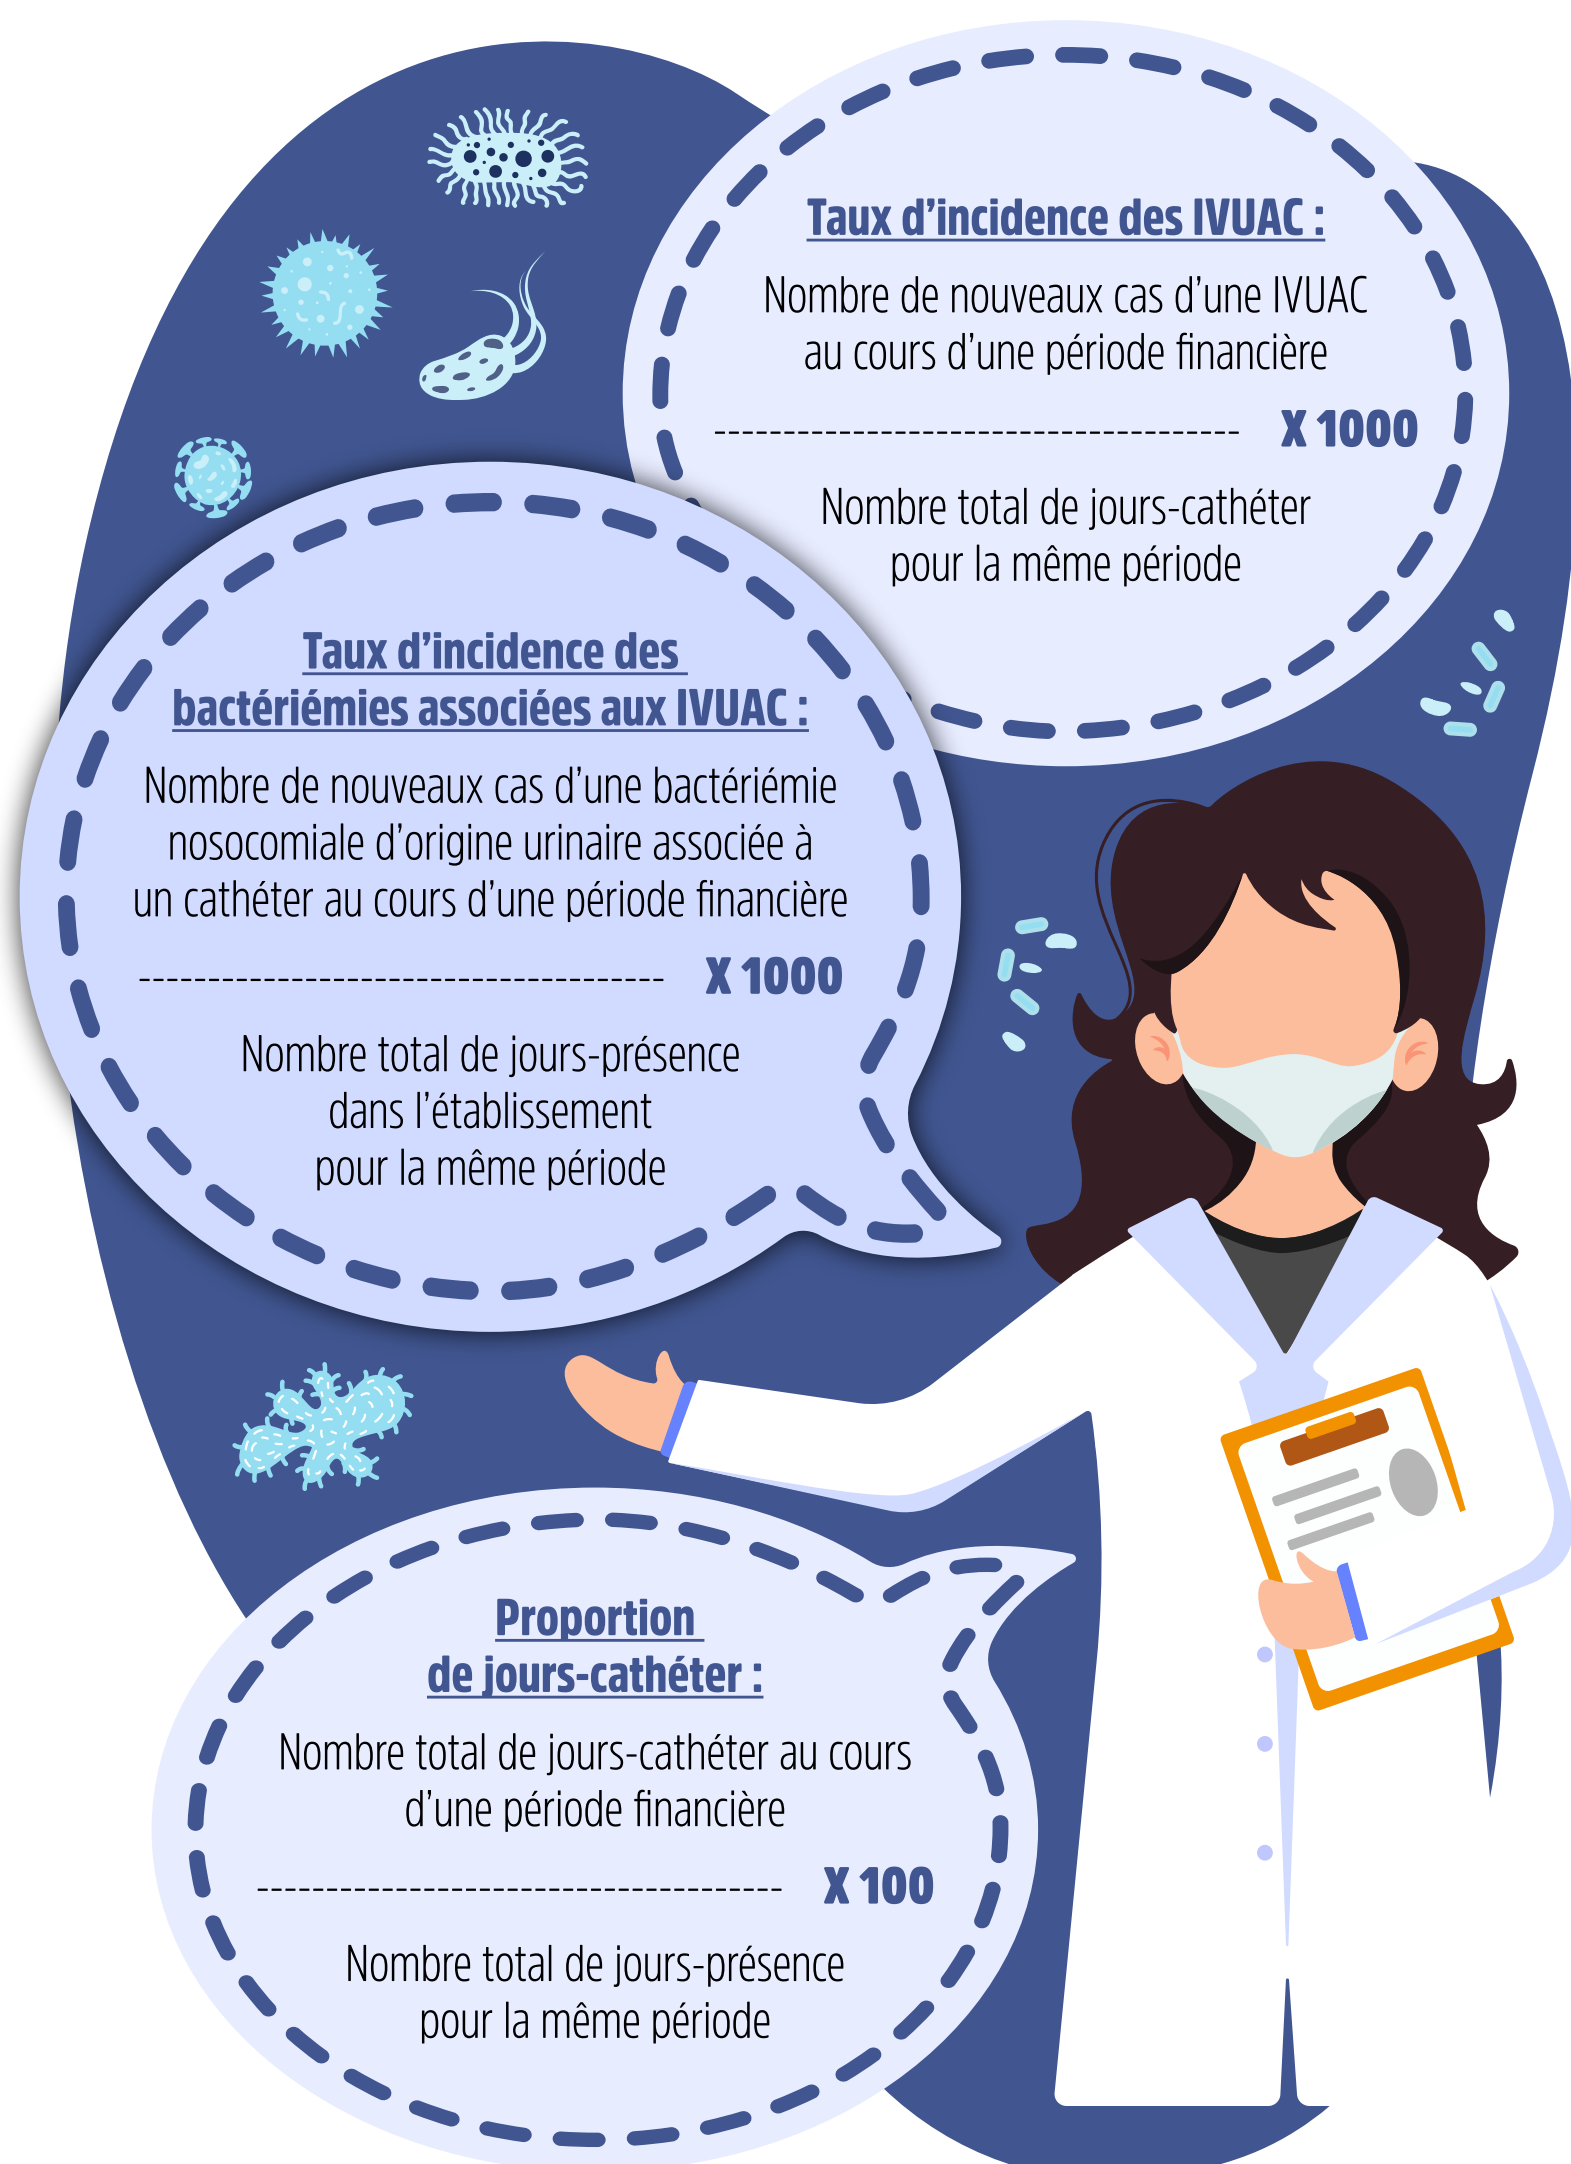 Taux d’incidence des IVUAC :
Nombre de nouveaux cas d’une IVUAC
au cours d’une période financière
-------------------------------------- X 1000
Nombre total de jours-cathéter
pour la même période
Taux d’incidence des
bactériémies associées aux IVUAC :
Nombre de nouveaux cas d’une bactériémie
nosocomiale d’origine urinaire associée à
un cathéter au cours d’une période financière
-------------------------------------- X 1000
Nombre total de jours-présence
dans l’établissement
pour la même période
Proportion
de jours-cathéter :
Nombre total de jours-cathéter au cours
d’une période financière
-------------------------------------- X 100
Nombre total de jours-présence
pour la même période